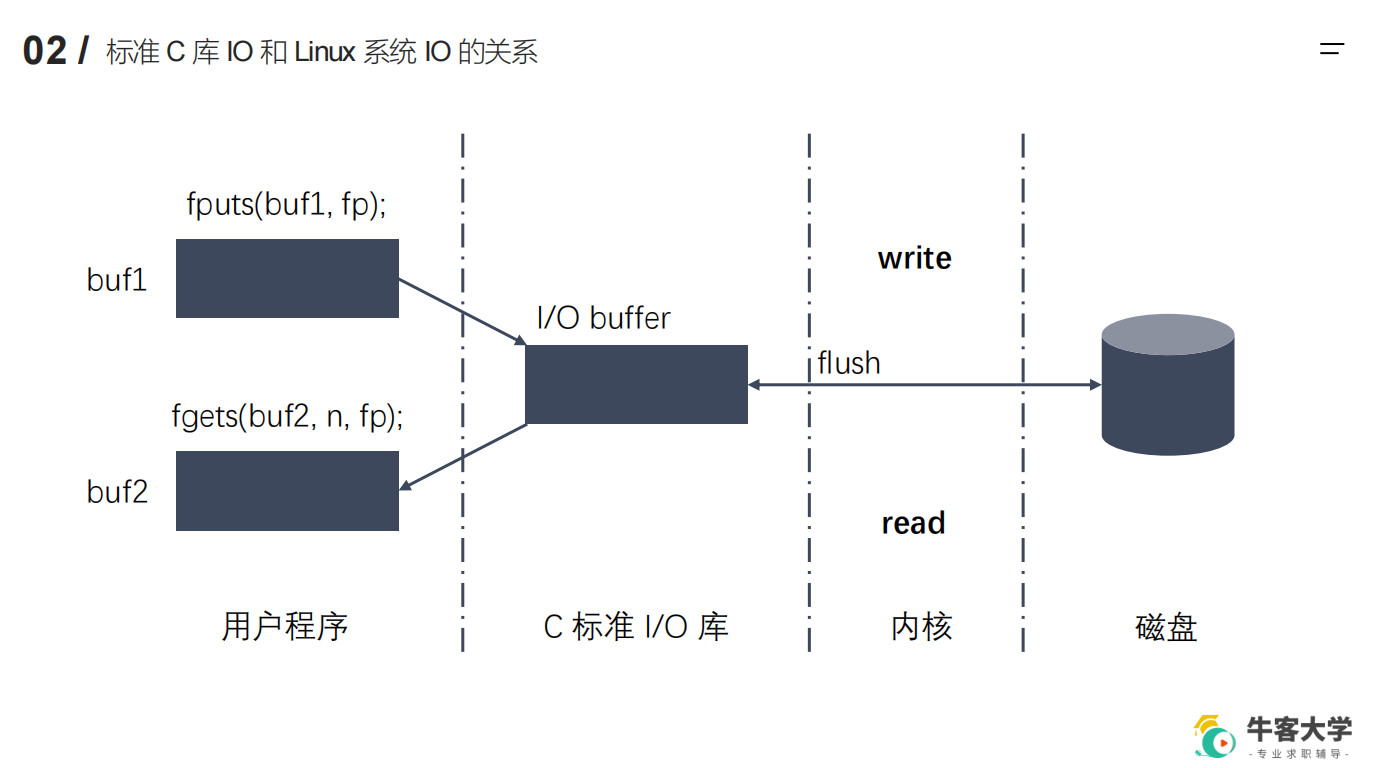 02 / 标准 C 库 IO 和 Linux 系统 IO 的关系
fputs(buf1, fp);
buf1
I/O buffer
write
flush
fgets(buf2, n, fp);
buf2
read
用户程序
C 标准 I/O 库
内核
磁盘
牛客大学
- 专业求职辅导 -